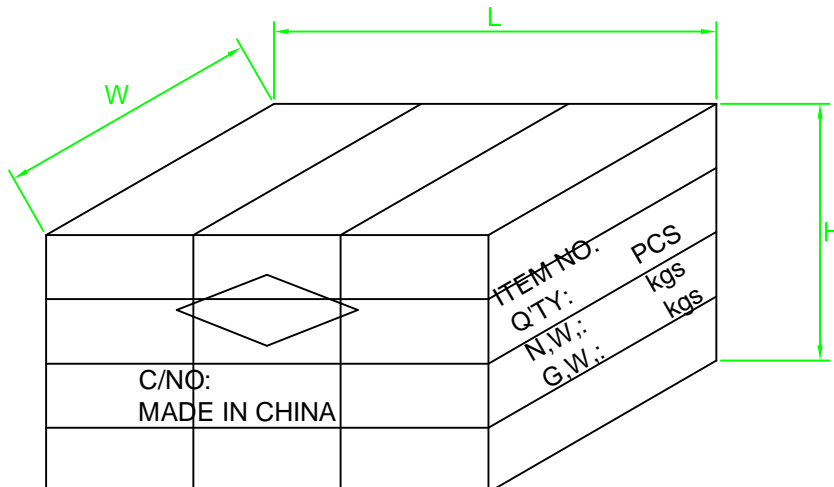 L
W
H
ITEM NO.
Q'TY: PCS
N,W,: kgs
G,W,: kgs
C/NO:
MADE IN CHINA